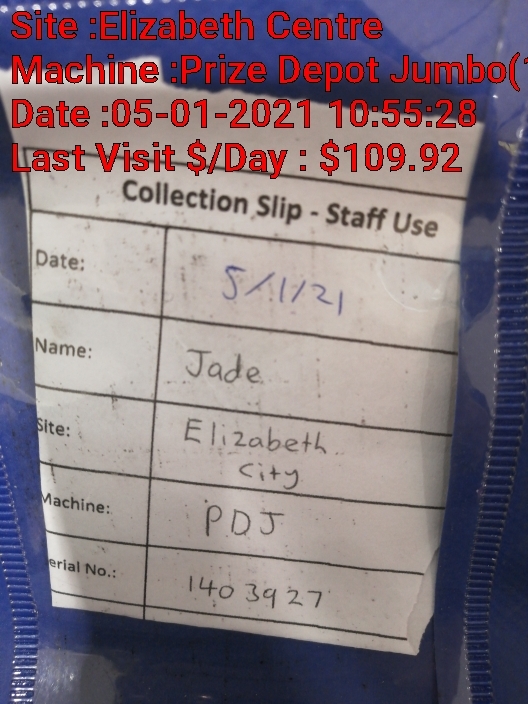 Site :Elizabeth Centre
Machine :Prize Depot Jumbo(
Date :05-01-2021 10:55:28
Last Visit $/Day : $109.92
Collection Slip - Staff Use
Date: 5/1/21
Name: Jade
Site: Elizabeth
City
Machine: PDJ
erial No.: 1403927